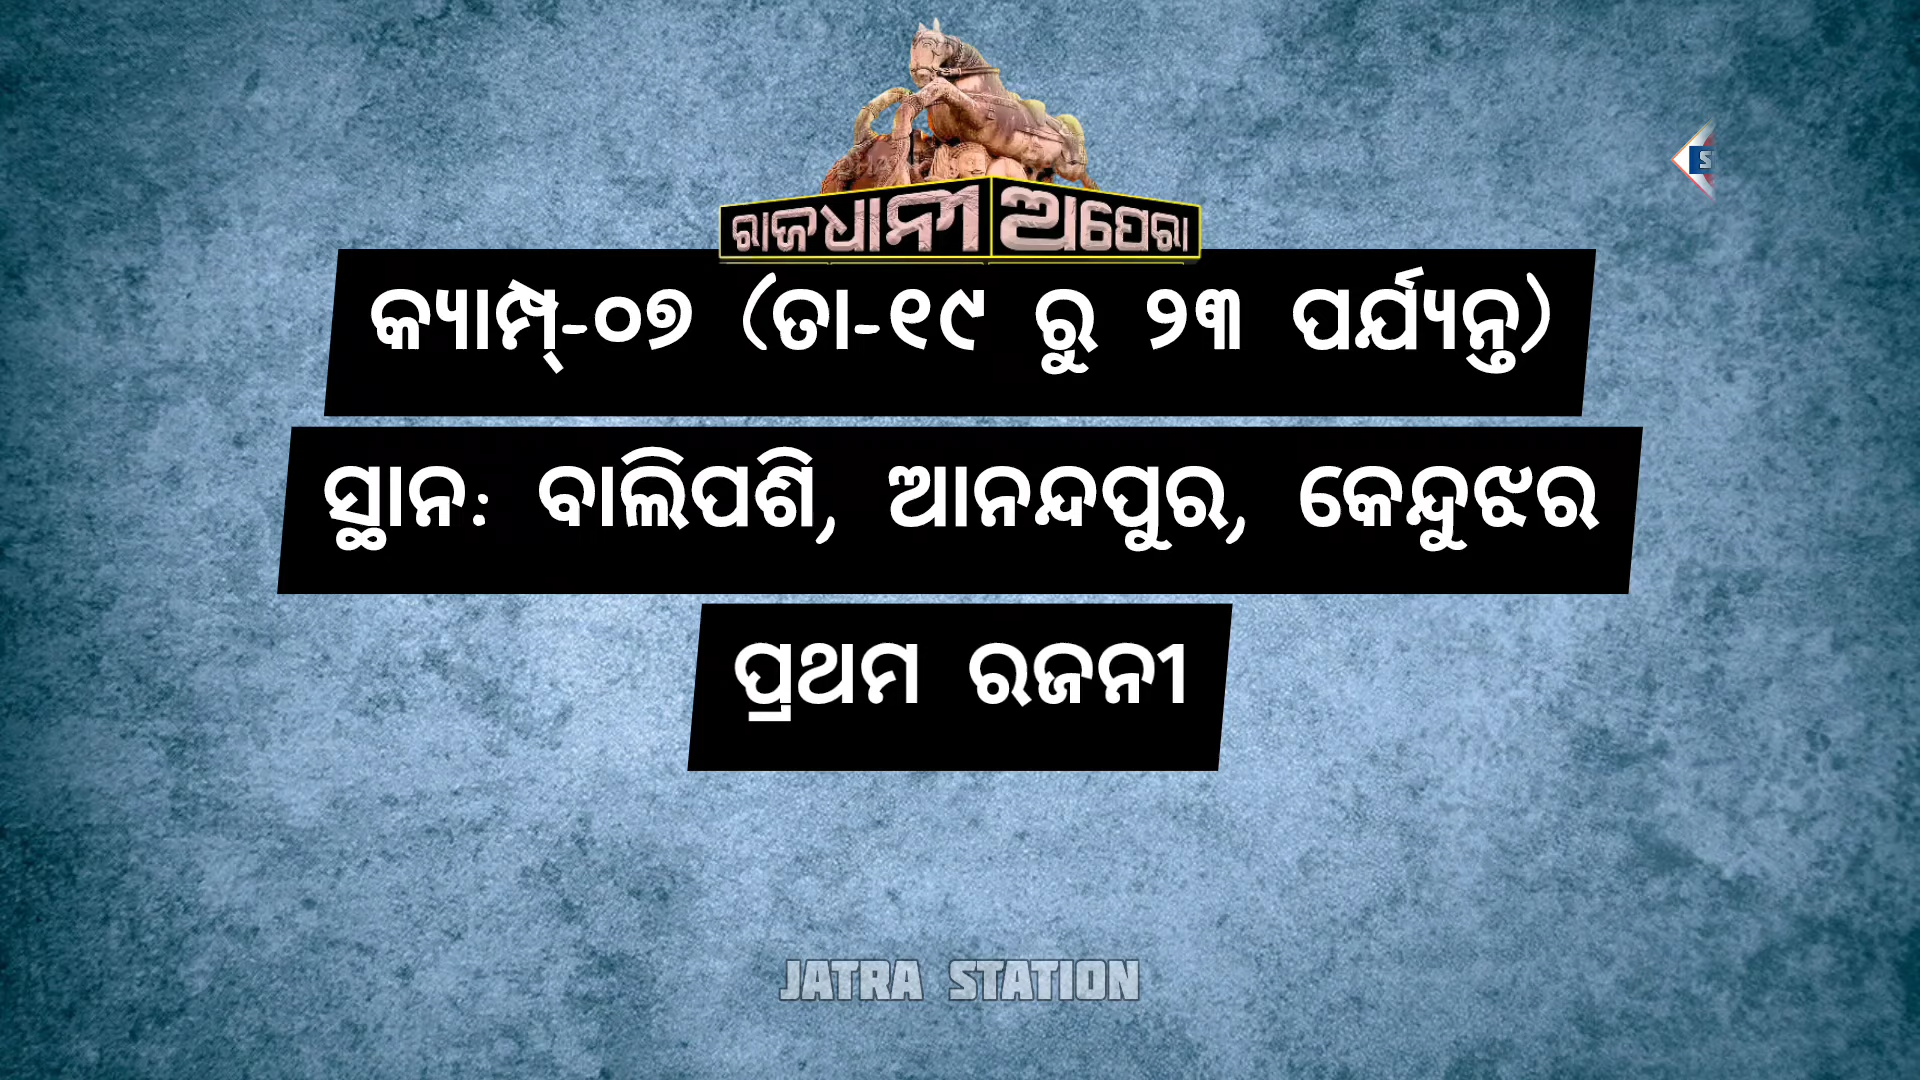 ରାଜଧାନୀ ଅପେରା
କ୍ୟାମ୍ପ୍-୦୭ (ତା-୧୯ ରୁ ୨୩ ପର୍ଯ୍ୟନ୍ତ)
ସ୍ଥାନ: ବାଲିପଶି, ଆନନ୍ଦପୁର, କେନ୍ଦୁଝର
ପ୍ରଥମ ରଜନୀ
JATRA STATION